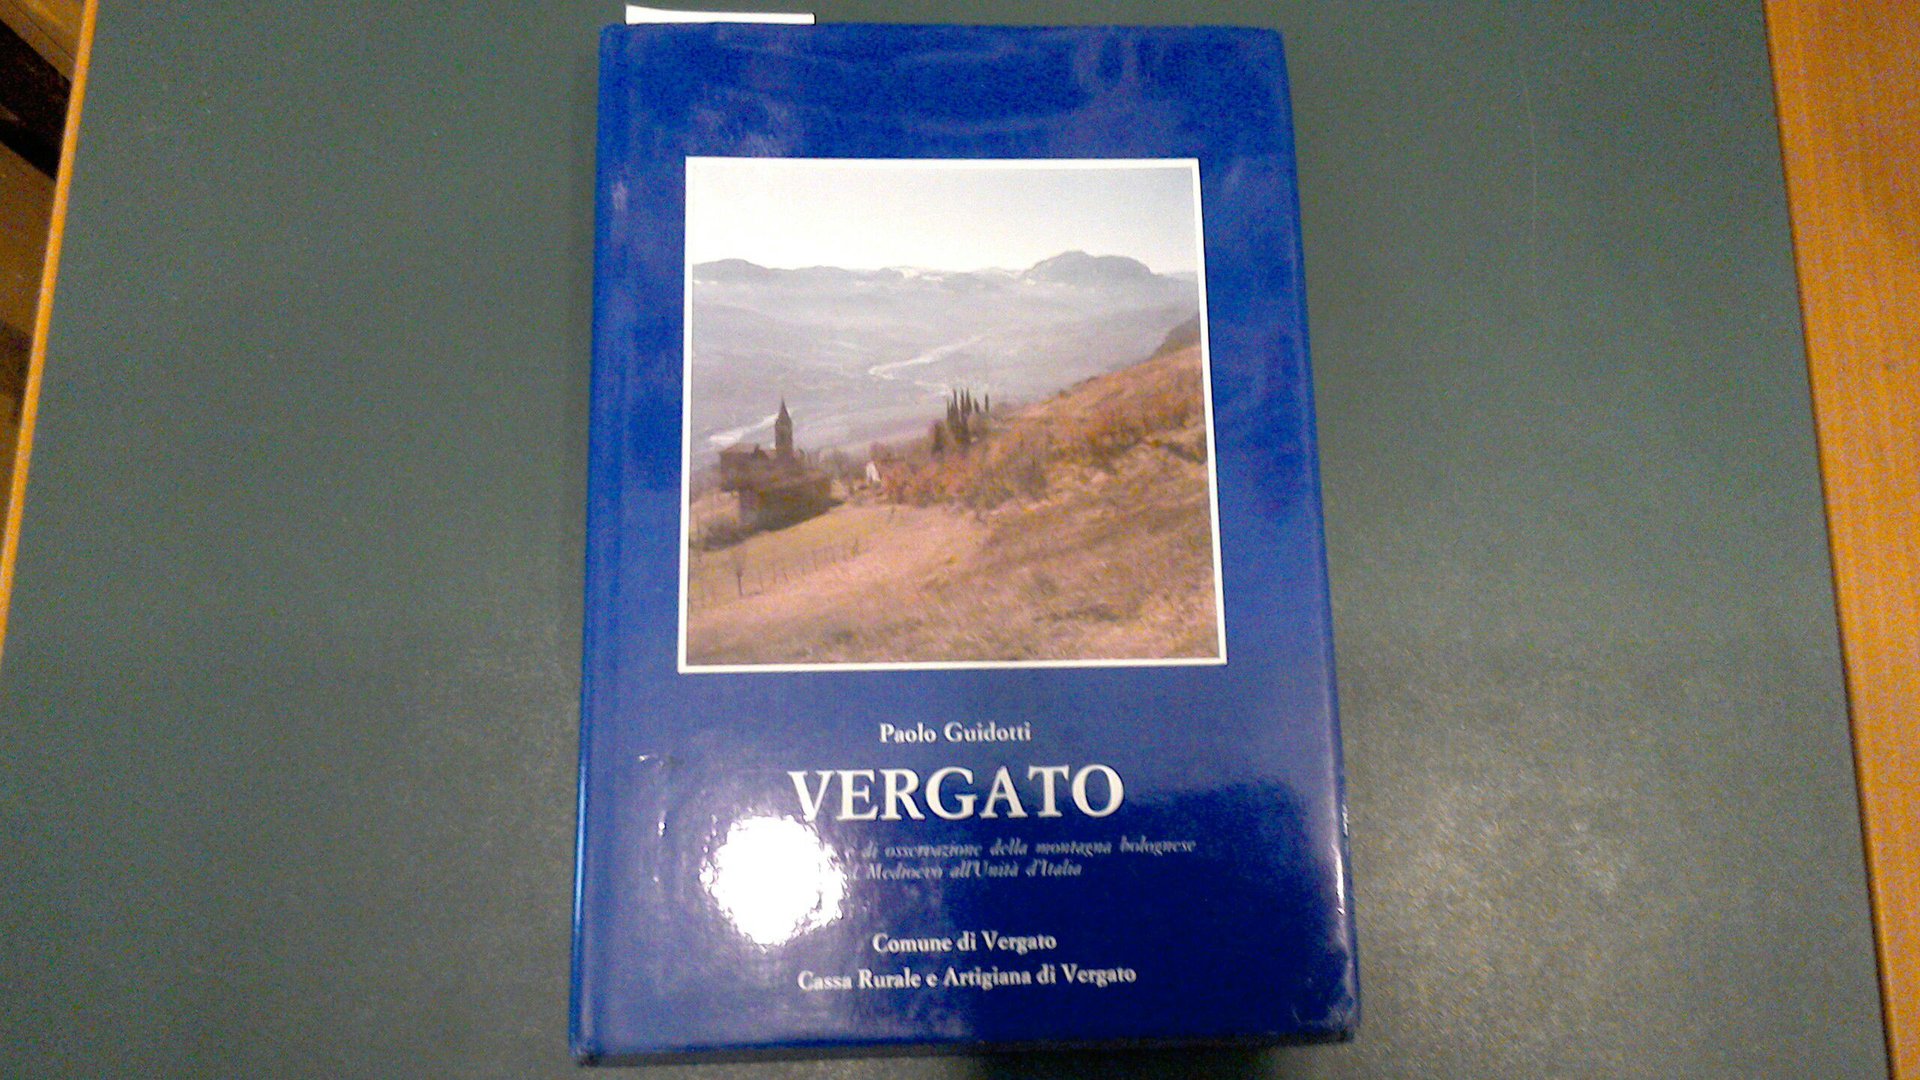 Paolo Guidotti
VERGATO
e di osservazione della montagna bolognese
Medioevo all'Unità d'Italia
Comune di Vergato
Cassa Rurale e Artigiana di Vergato